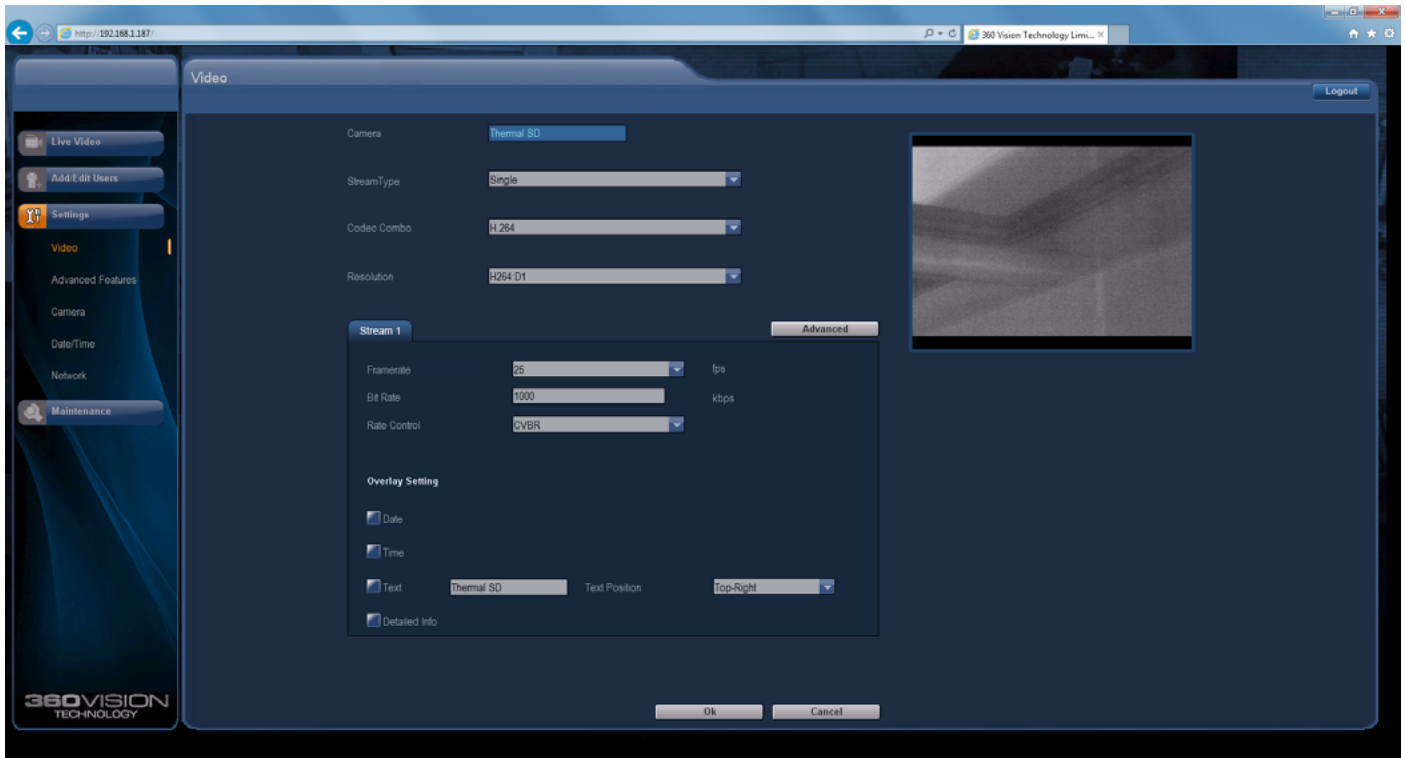 http://192.168.1.187/
360 Vision Technology Limi...
Video
Logout
Live Video
Add/Edit Users
Settings
Video
Advanced Features
Camera
Date/Time
Network
Maintenance
360VISION
TECHNOLOGY
Camera Thermal SD
StreamType Single
Codec Combo H.264
Resolution H264:D1
Stream 1 Advanced
Framerate 25 fps
Bit Rate 1000 kbps
Rate Control CVBR
Overlay Setting
Date
Time
Text Thermal SD Text Position Top-Right
Detailed Info
Ok Cancel